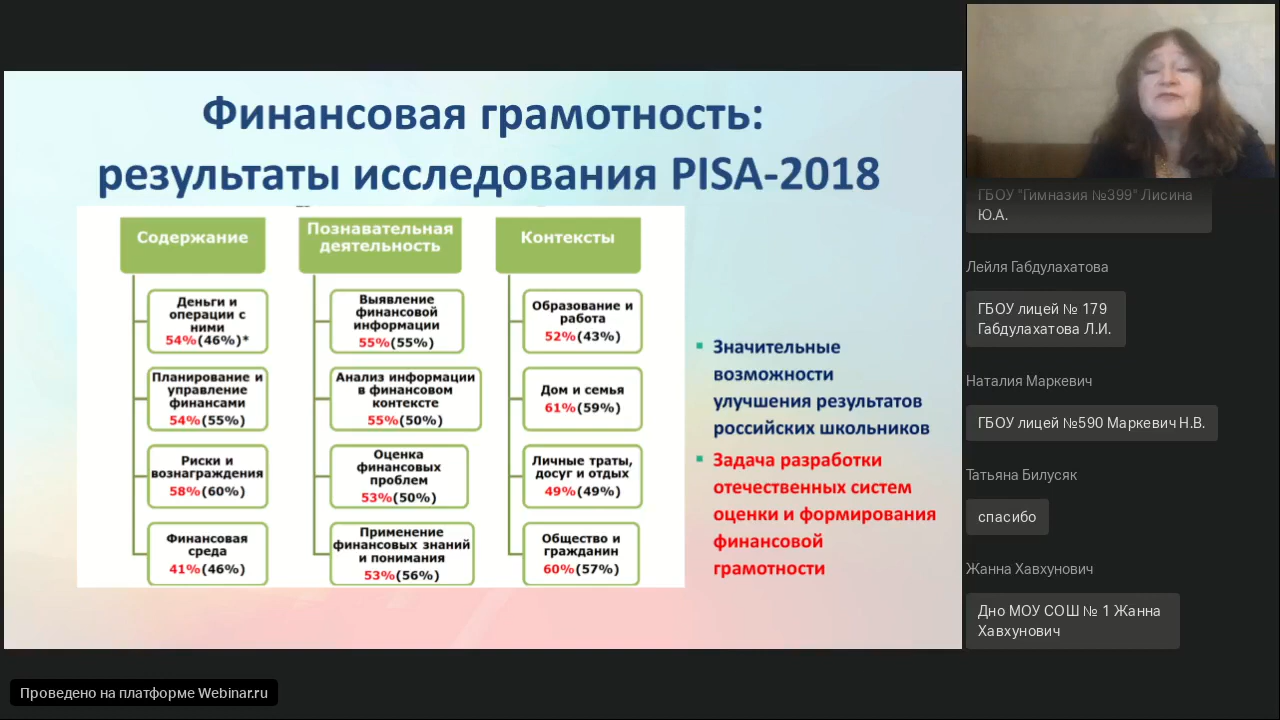 Финансовая грамотность:
результаты исследования PISA-2018
Содержание
Деньги и
операции с
ними
54%(46%)*
Планирование и
управление
финансами
54%(55%)
Риски и
вознаграждения
58%(60%)
Финансовая
среда
41%(46%)
Познавательная
деятельность
Выявление
финансовой
информации
55%(55%)
Анализ информации
в финансовом
контексте
55%(50%)
Оценка
финансовых
проблем
53%(50%)
Применение
финансовых знаний
и понимания
53%(56%)
Контексты
Образование и
работа
52%(43%)
Дом и семья
61%(59%)
Личные траты,
досуг и отдых
49%(49%)
Общество и
гражданин
60%(57%)
Значительные
возможности
улучшения результатов
российских школьников
Задача разработки
отечественных систем
оценки и формирования
финансовой
грамотности
ГБОУ "Гимназия №399" Лисина
Ю.А.
Лейля Габдулахатова
ГБОУ лицей № 179
Габдулахатова Л.И.
Наталия Маркевич
ГБОУ лицей №590 Маркевич Н.В.
Татьяна Билусяк
спасибо
Жанна Хавхунович
Дно МОУ СОШ № 1 Жанна
Хавхунович
Проведено на платформе Webinar.ru